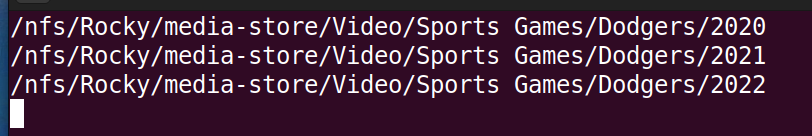 /nfs/Rocky/media-store/Video/Sports Games/Dodgers/2020
/nfs/Rocky/media-store/Video/Sports Games/Dodgers/2021
/nfs/Rocky/media-store/Video/Sports Games/Dodgers/2022